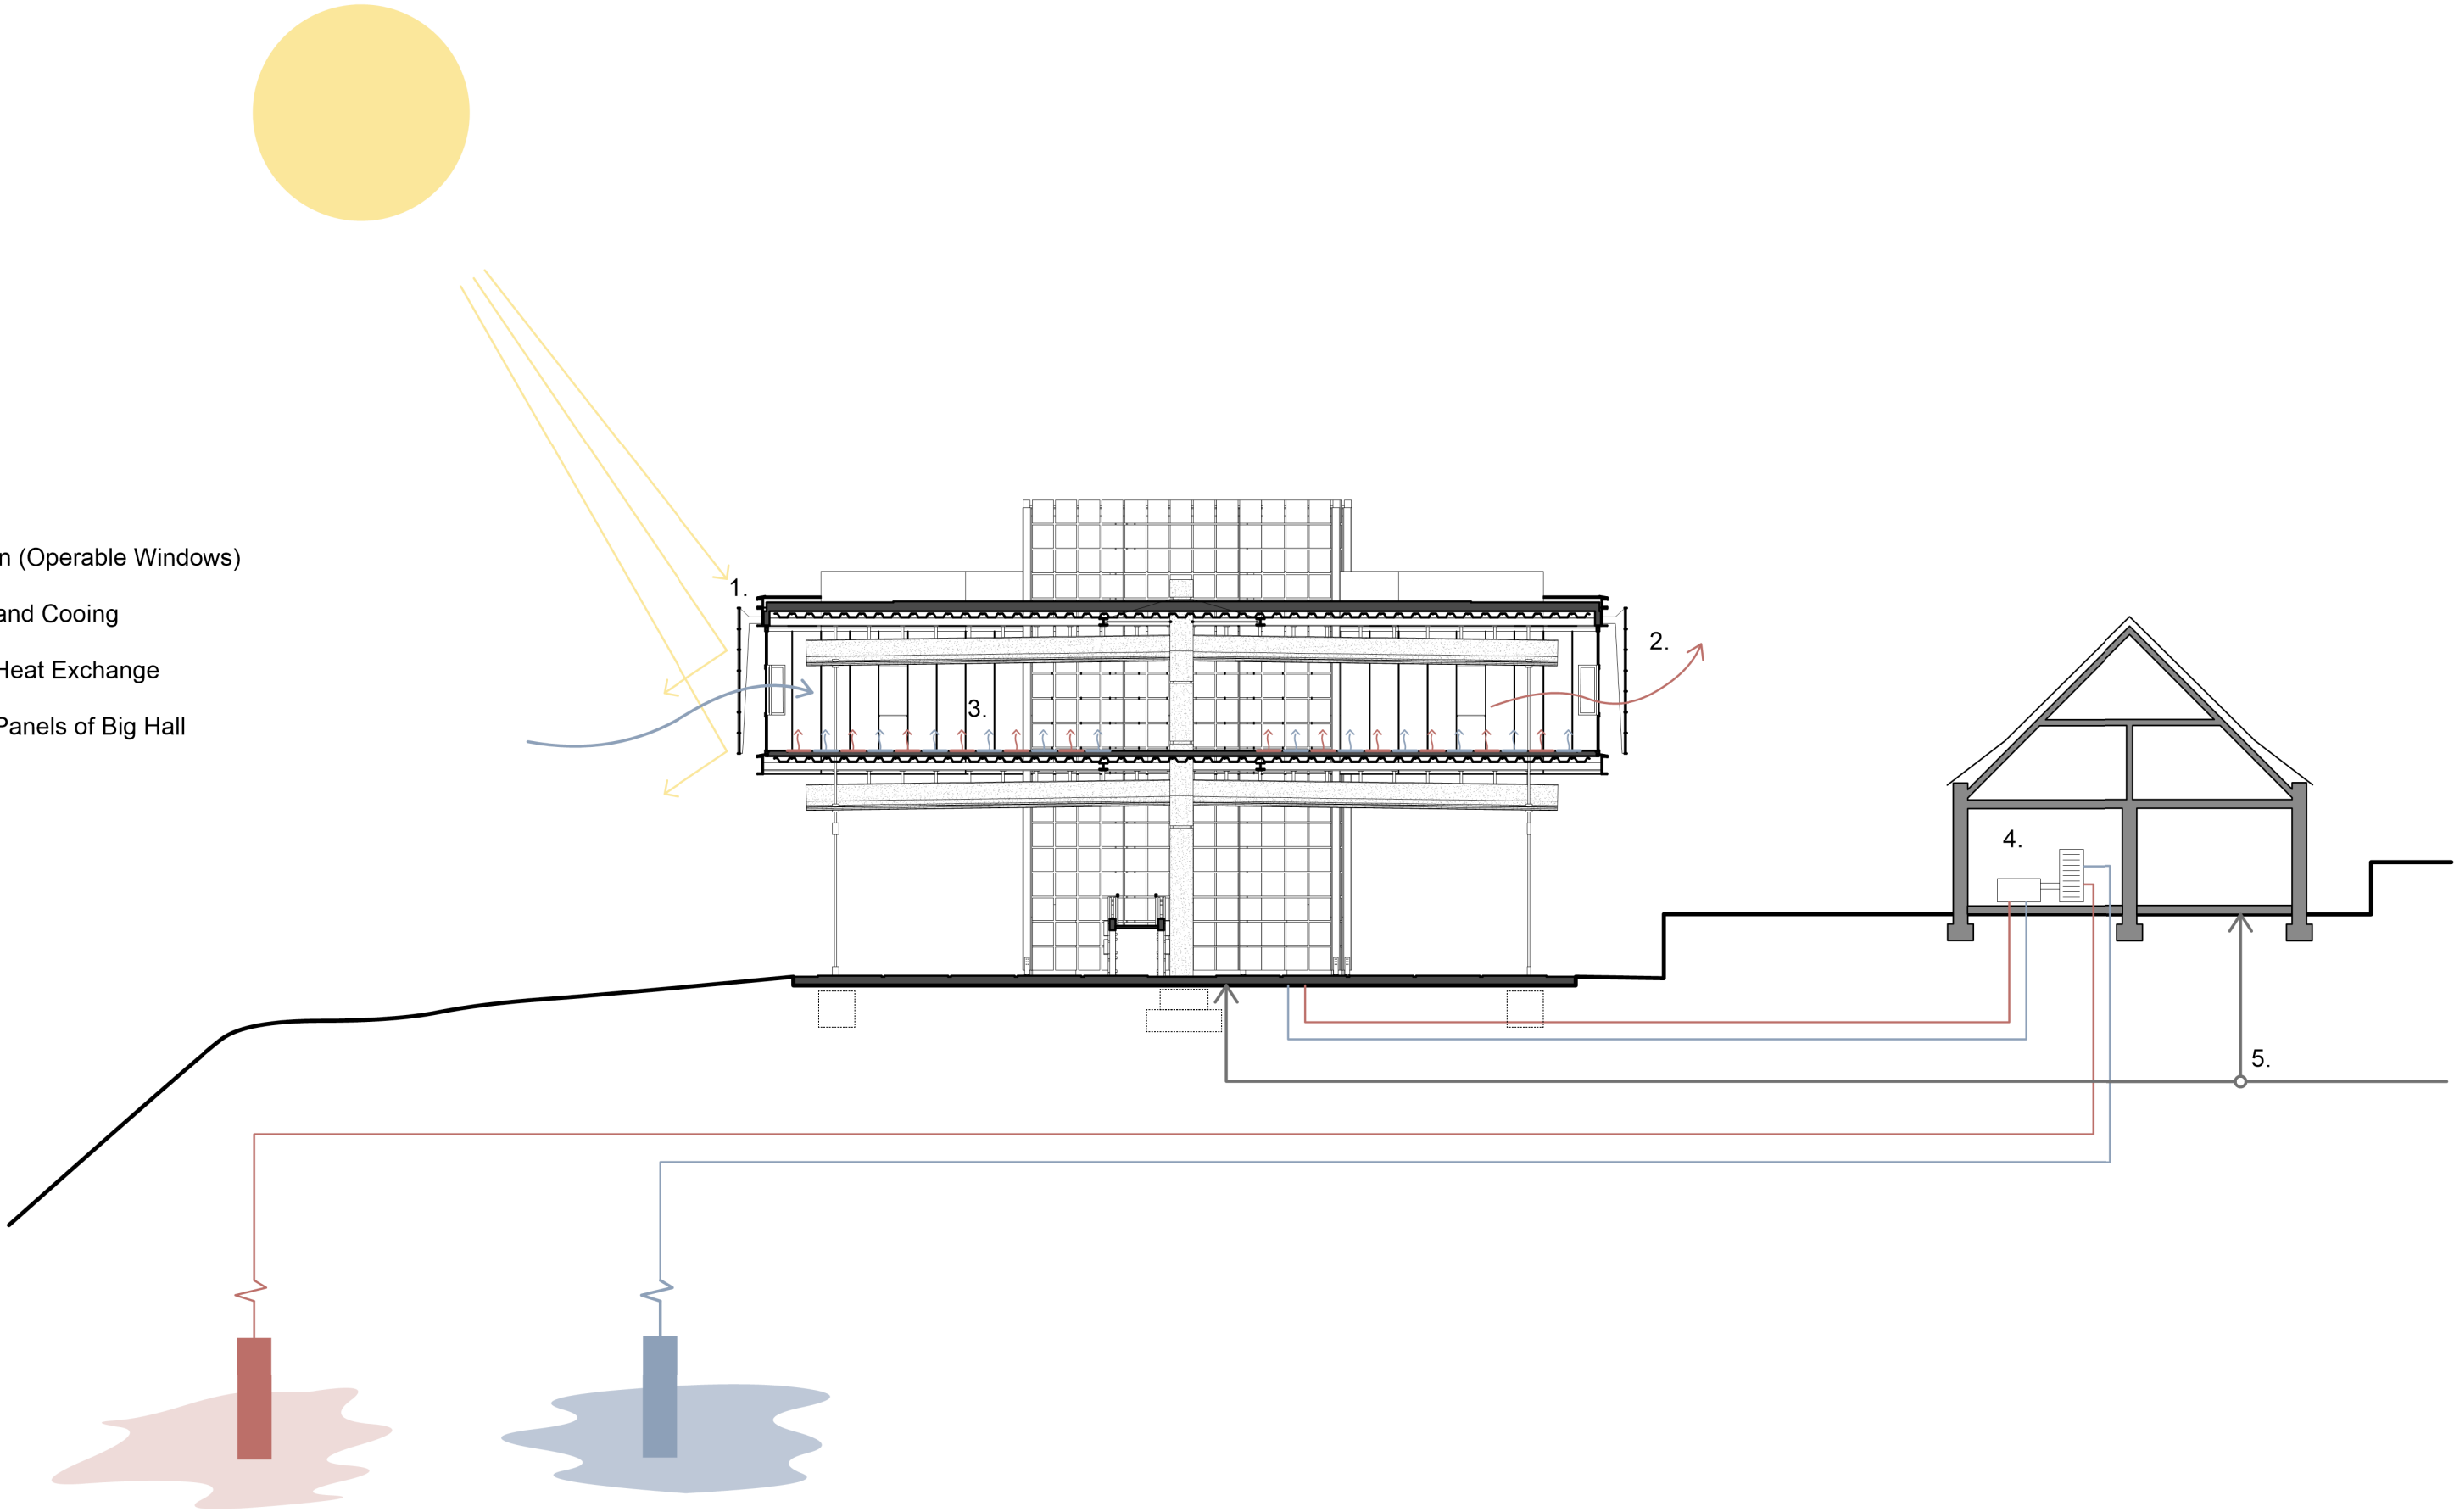 n (Operable Windows)
and Cooing
Heat Exchange
Panels of Big Hall
1.
2.
3.
4.
5.